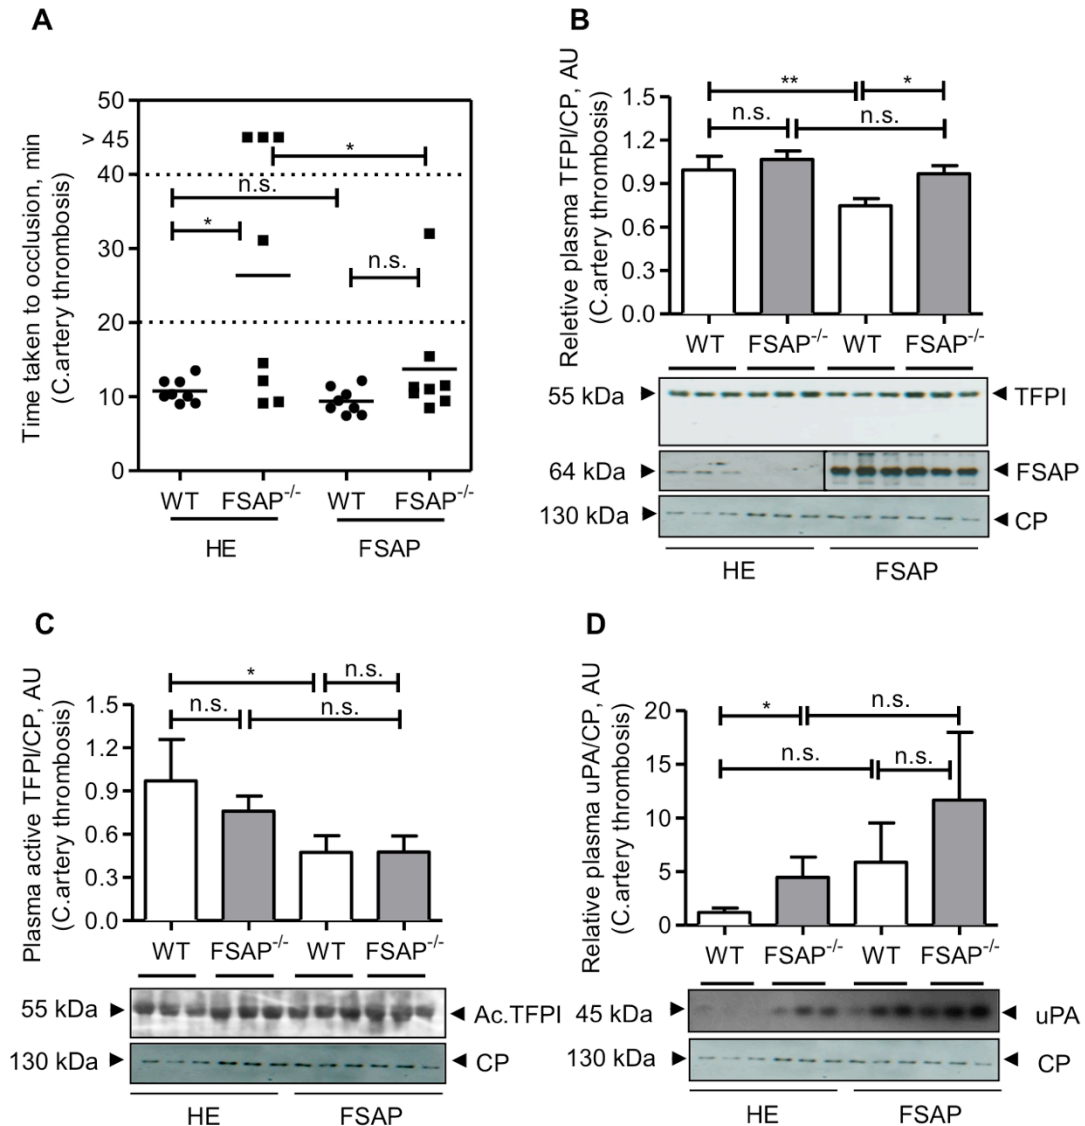 A
Time taken to occlusion, min
(C.artery thrombosis)
50
> 45
40
30
20
10
0
*
n.s.
*
n.s.
WT FSAP-/- WT FSAP-/-
HE FSAP
B
Reletive plasma TFPI/CP, AU
(C.artery thrombosis)
1.5
1.2
0.9
0.6
0.3
0.0
** *
n.s. n.s.
WT FSAP-/- WT FSAP-/-
55 kDa TFPI
64 kDa FSAP
130 kDa CP
HE FSAP
C
Plasma active TFPI/CP, AU
(C.artery thrombosis)
1.5
1.2
0.9
0.6
0.3
0.0
* n.s.
n.s. n.s.
WT FSAP-/- WT FSAP-/-
55 kDa Ac.TFPI
130 kDa CP
HE FSAP
D
Relative plasma uPA/CP, AU
(C.artery thrombosis)
20
15
10
5
0
* n.s.
n.s. n.s.
WT FSAP-/- WT FSAP-/-
45 kDa uPA
130 kDa CP
HE FSAP